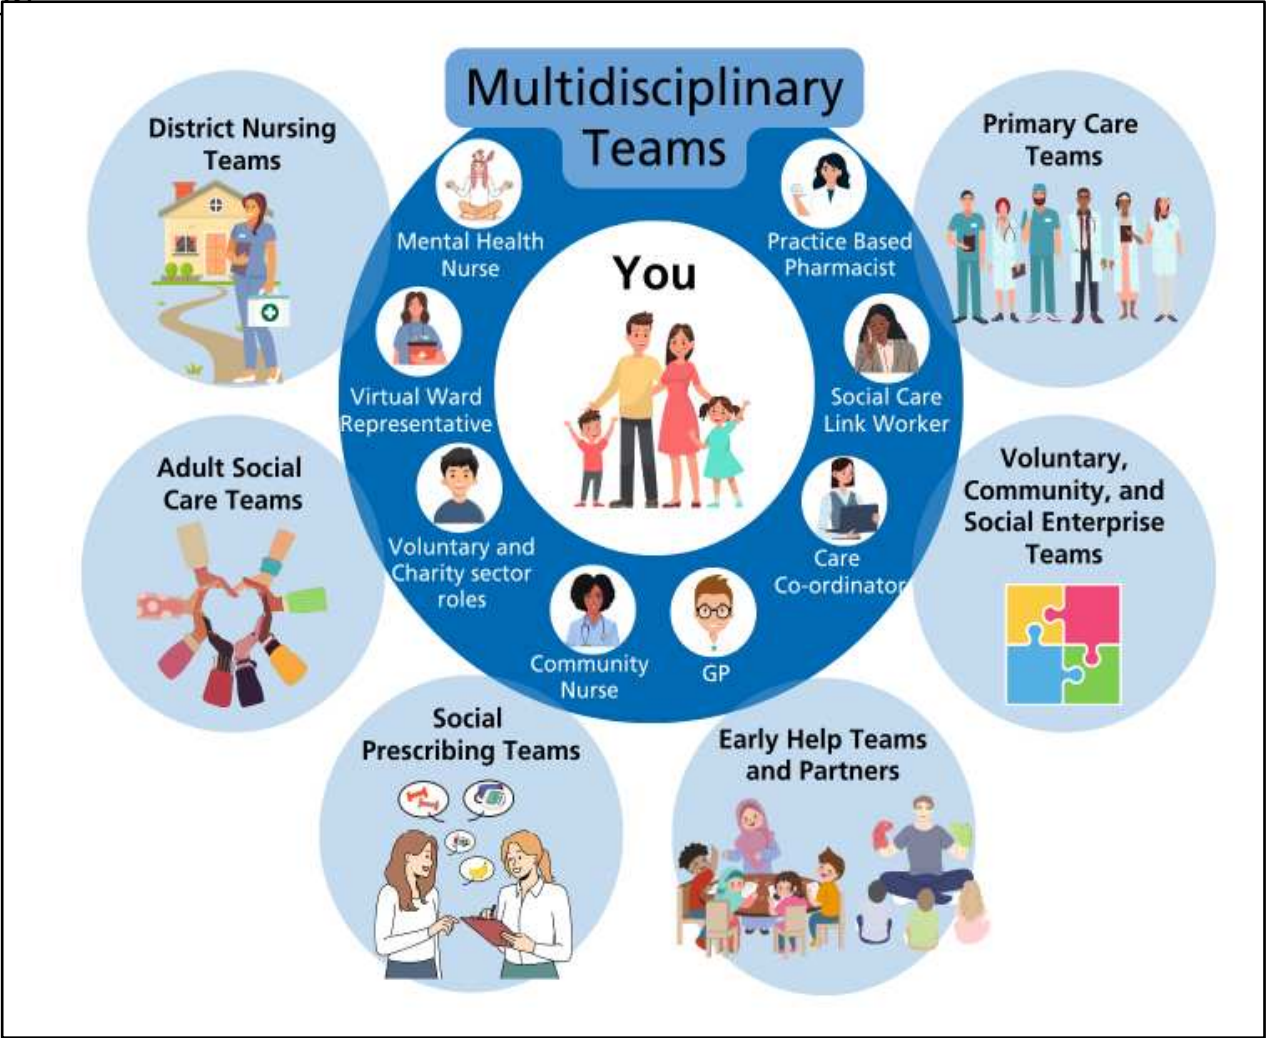 Multidisciplinary
Teams
District Nursing
Teams
Primary Care
Teams
Mental Health
Nurse
Practice Based
Pharmacist
You
Virtual Ward
Representative
Social Care
Link Worker
Adult Social
Care Teams
Voluntary,
Community, and
Social Enterprise
Teams
Voluntary and
Charity sector
roles
Care
Co-ordinator
Community
Nurse
GP
Social
Prescribing Teams
Early Help Teams
and Partners